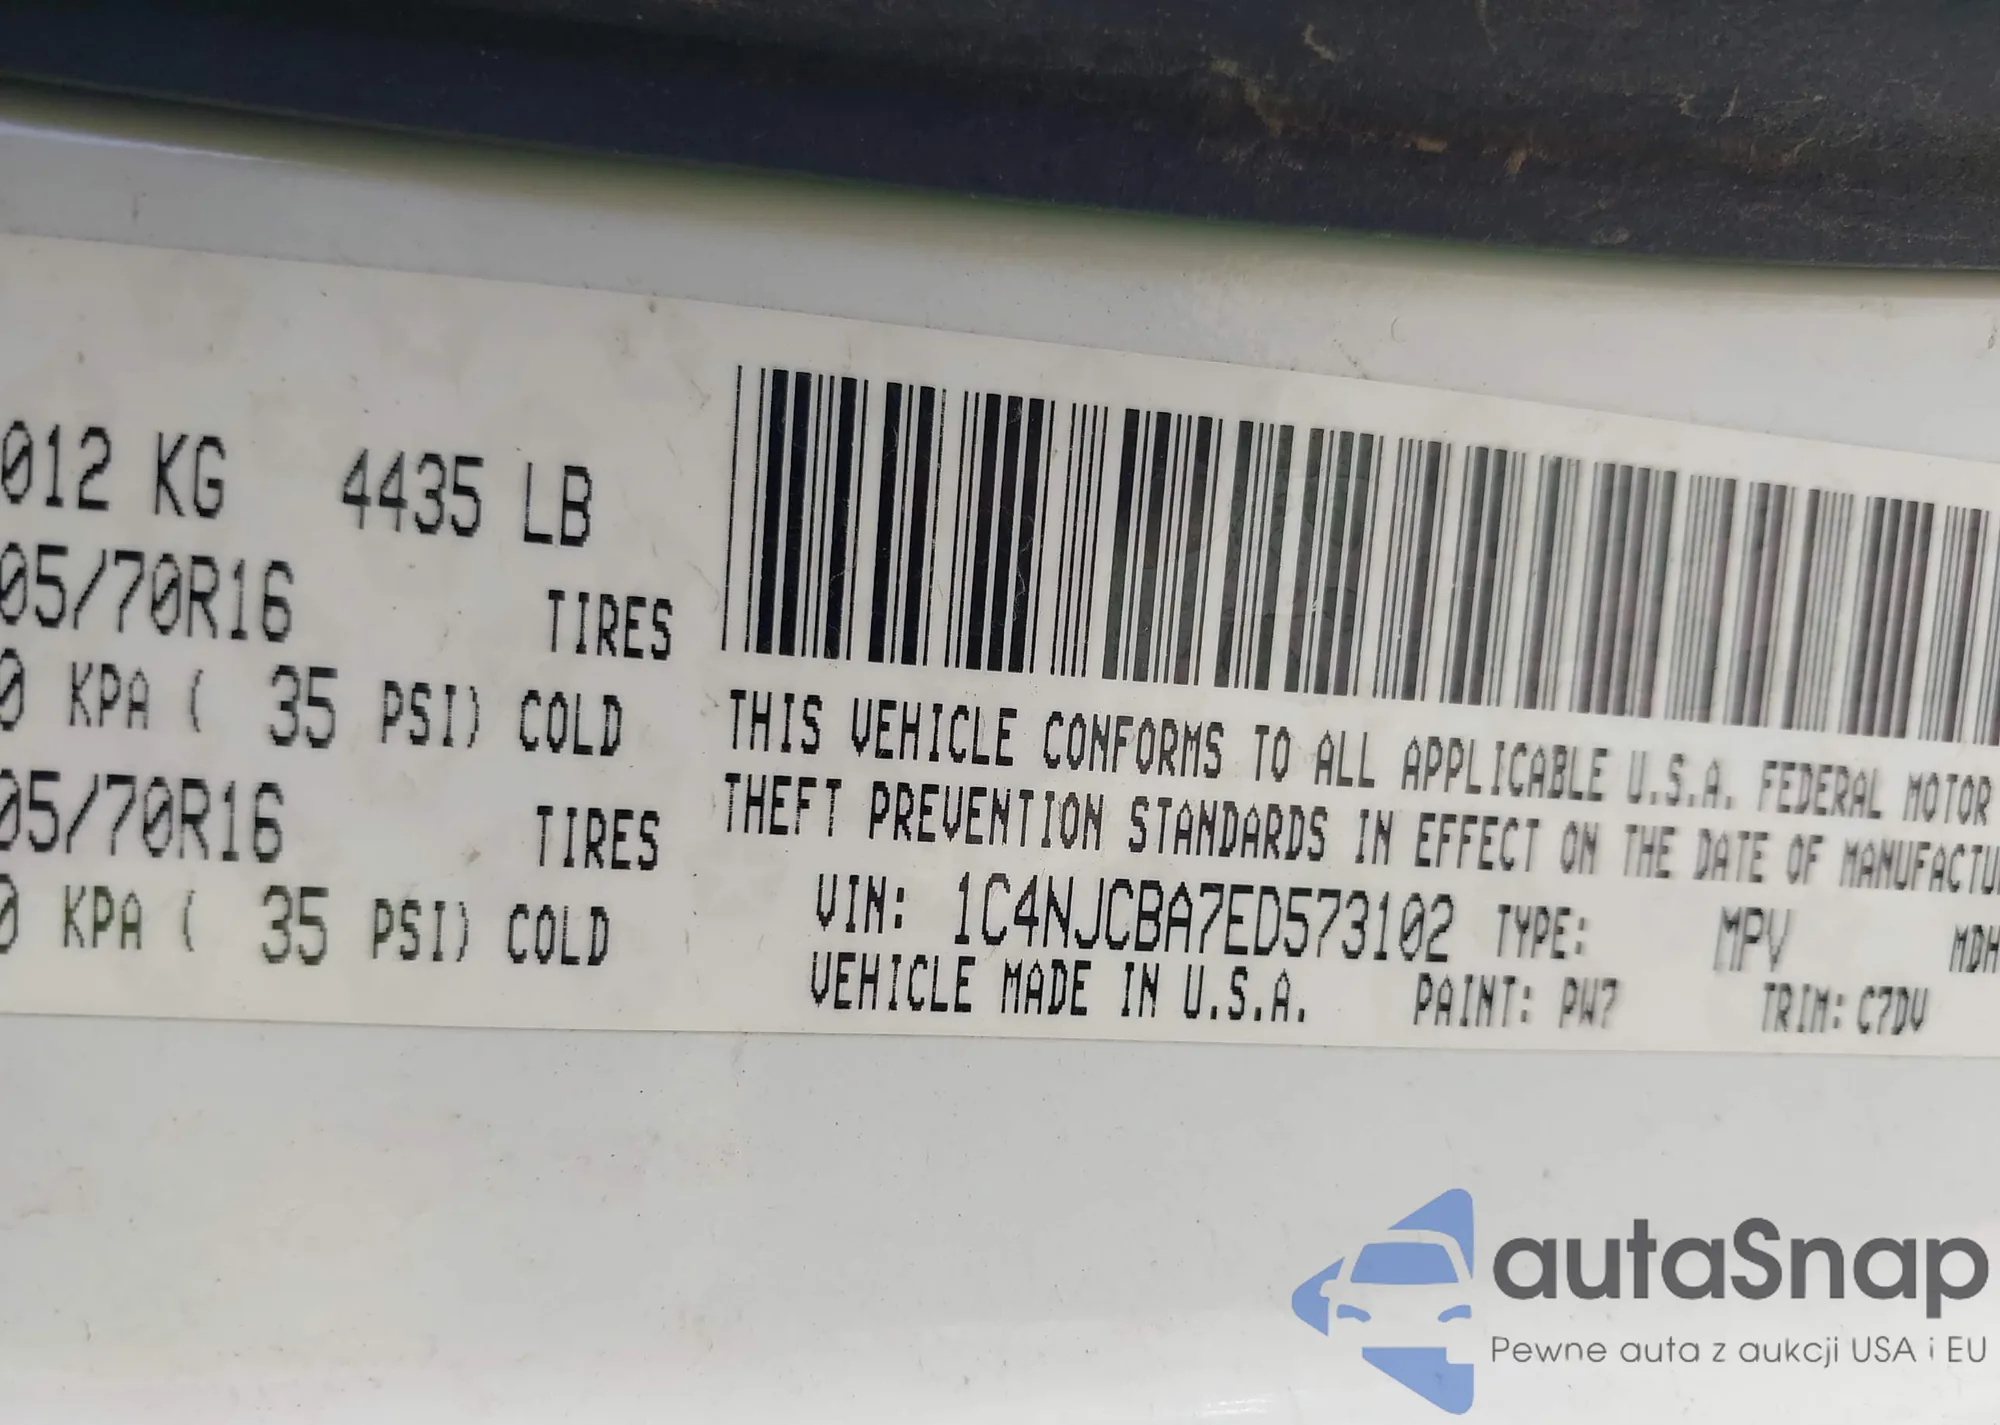 012 KG 4435 LB
05/70R16 TIRES
0 KPA ( 35 PSI) COLD
05/70R16 TIRES
0 KPA ( 35 PSI) COLD
THIS VEHICLE CONFORMS TO ALL APPLICABLE U.S.A. FEDERAL MOTOR
THEFT PREVENTION STANDARDS IN EFFECT ON THE DATE OF MANUFACTU
VIN: 1C4NJCBA7ED573102 TYPE: MPV MDH
VEHICLE MADE IN U.S.A. PAINT: PW7 TRIM: C7DV
autaSnap
Pewne auta z aukcji USA i EU